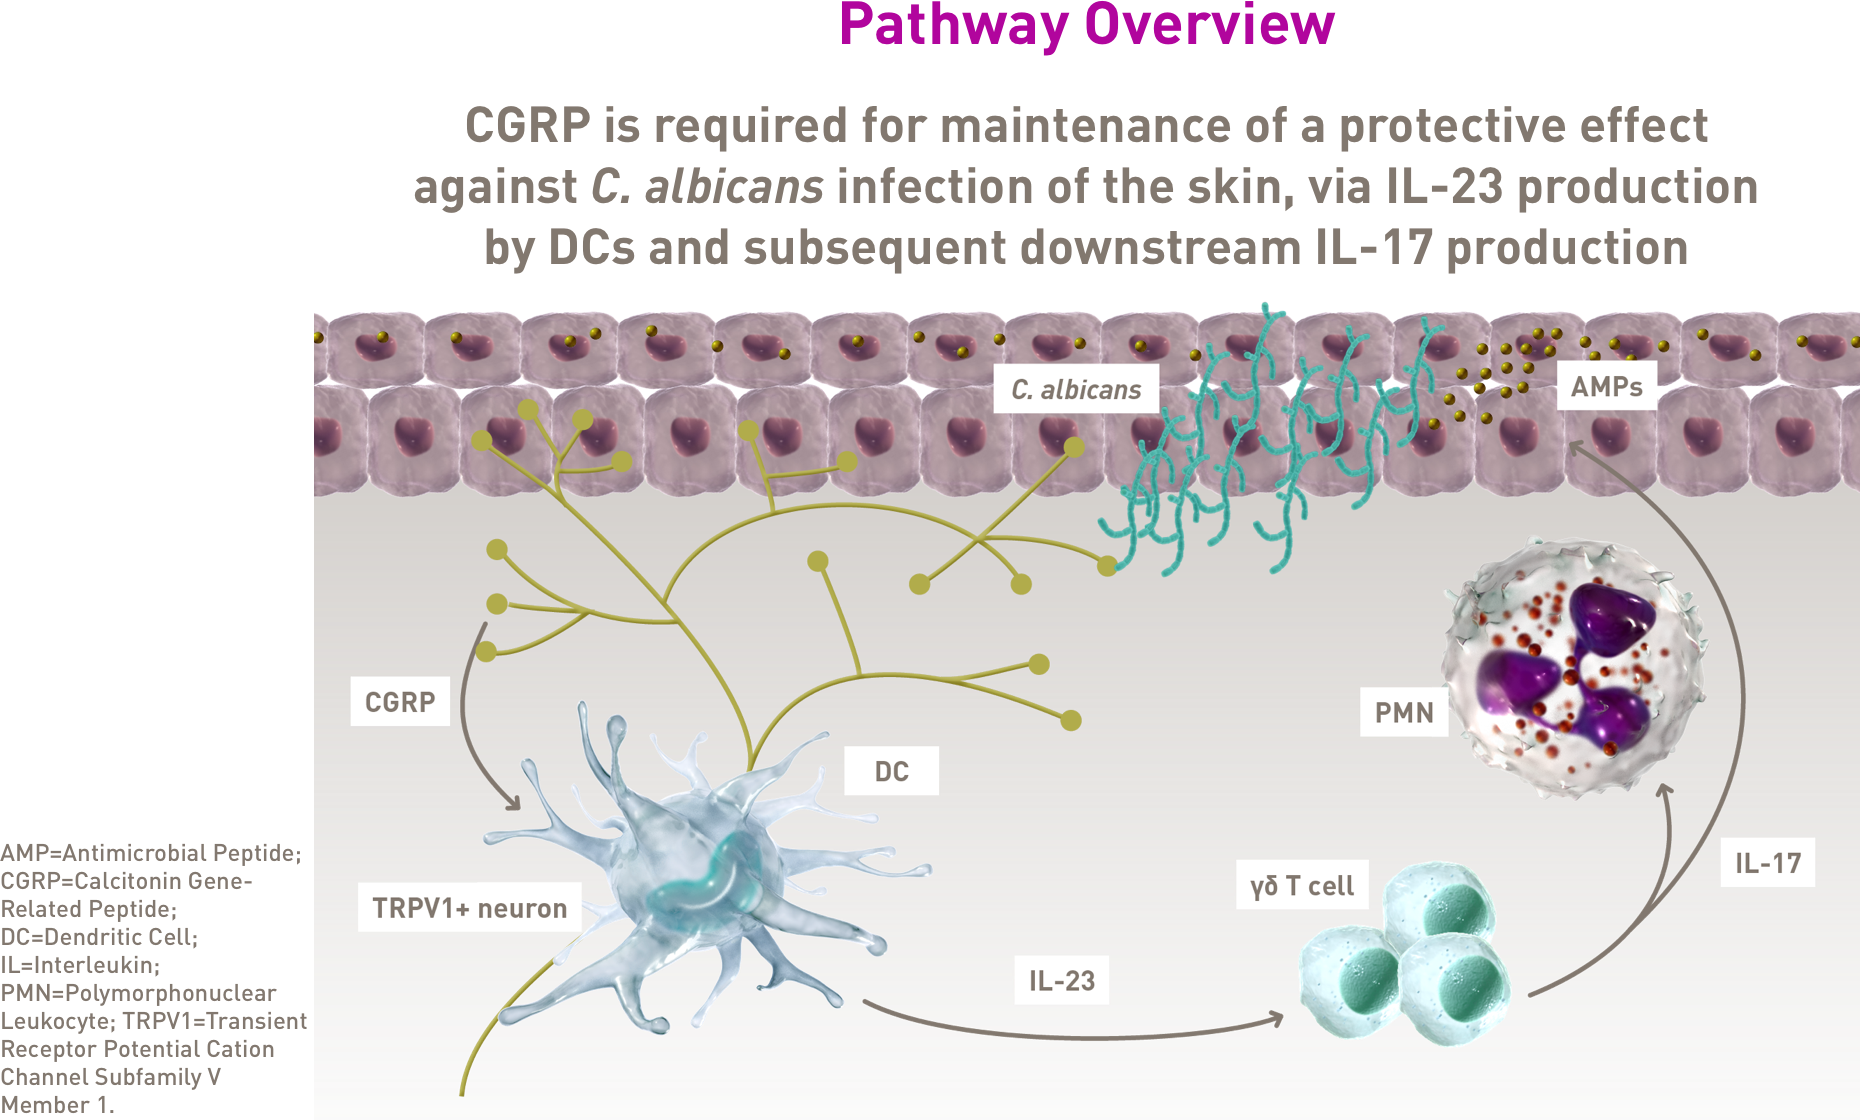 Pathway Overview
CGRP is required for maintenance of a protective effect
against C. albicans infection of the skin, via IL-23 production
by DCs and subsequent downstream IL-17 production
C. albicans
AMPs
CGRP
PMN
DC
IL-17
γδ T cell
TRPV1+ neuron
IL-23
AMP=Antimicrobial Peptide;
CGRP=Calcitonin Gene-
Related Peptide;
DC=Dendritic Cell;
IL=Interleukin;
PMN=Polymorphonuclear
Leukocyte; TRPV1=Transient
Receptor Potential Cation
Channel Subfamily V
Member 1.